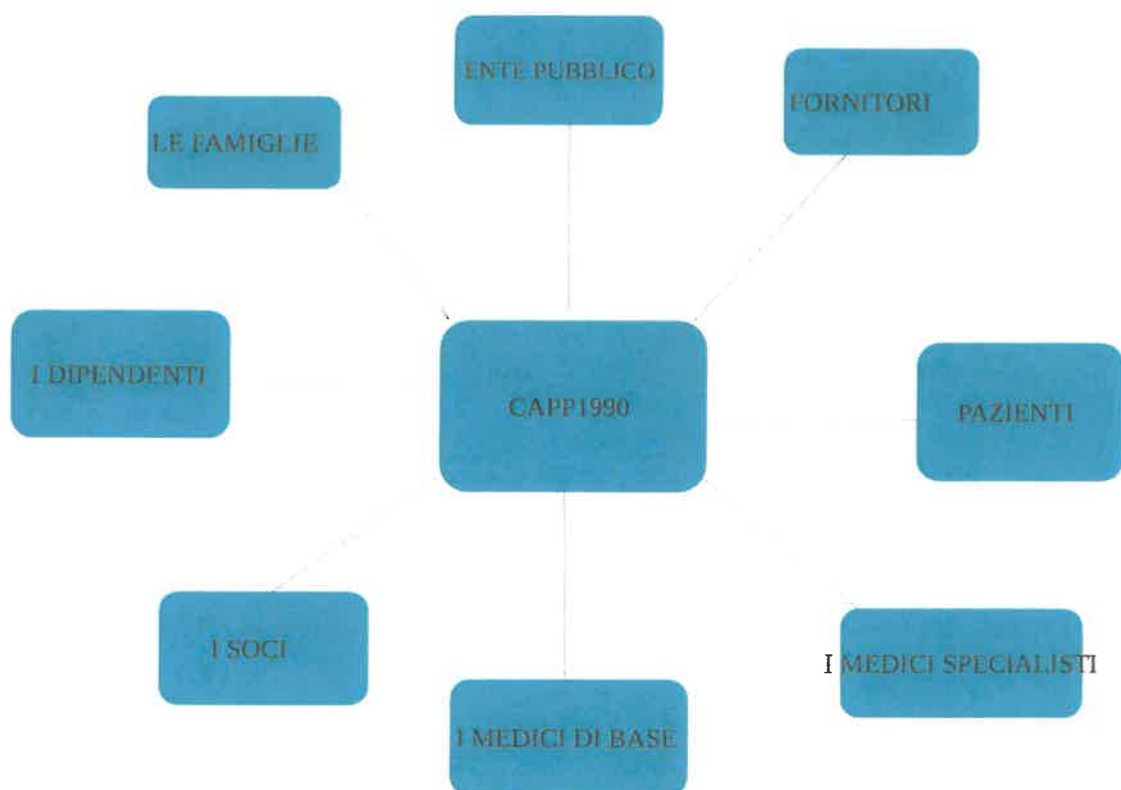 ENTE PUBBLICO
FORNITORI
LE FAMIGLIE
I DIPENDENTI
CAPP1990
PAZIENTI
I SOCI
I MEDICI SPECIALISTI
I MEDICI DI BASE